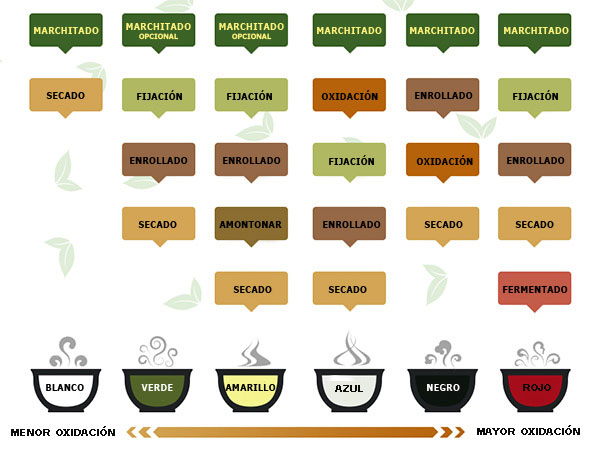 MARCHITADO MARCHITADO MARCHITADO MARCHITADO MARCHITADO MARCHITADO
OPCIONAL OPCIONAL
SECADO FIJACIÓN FIJACIÓN OXIDACIÓN ENROLLADO FIJACIÓN
ENROLLADO ENROLLADO FIJACIÓN OXIDACIÓN ENROLLADO
SECADO AMONTONAR ENROLLADO SECADO SECADO
SECADO SECADO FERMENTADO
BLANCO VERDE AMARILLO AZUL NEGRO ROJO
MENOR OXIDACIÓN MAYOR OXIDACIÓN